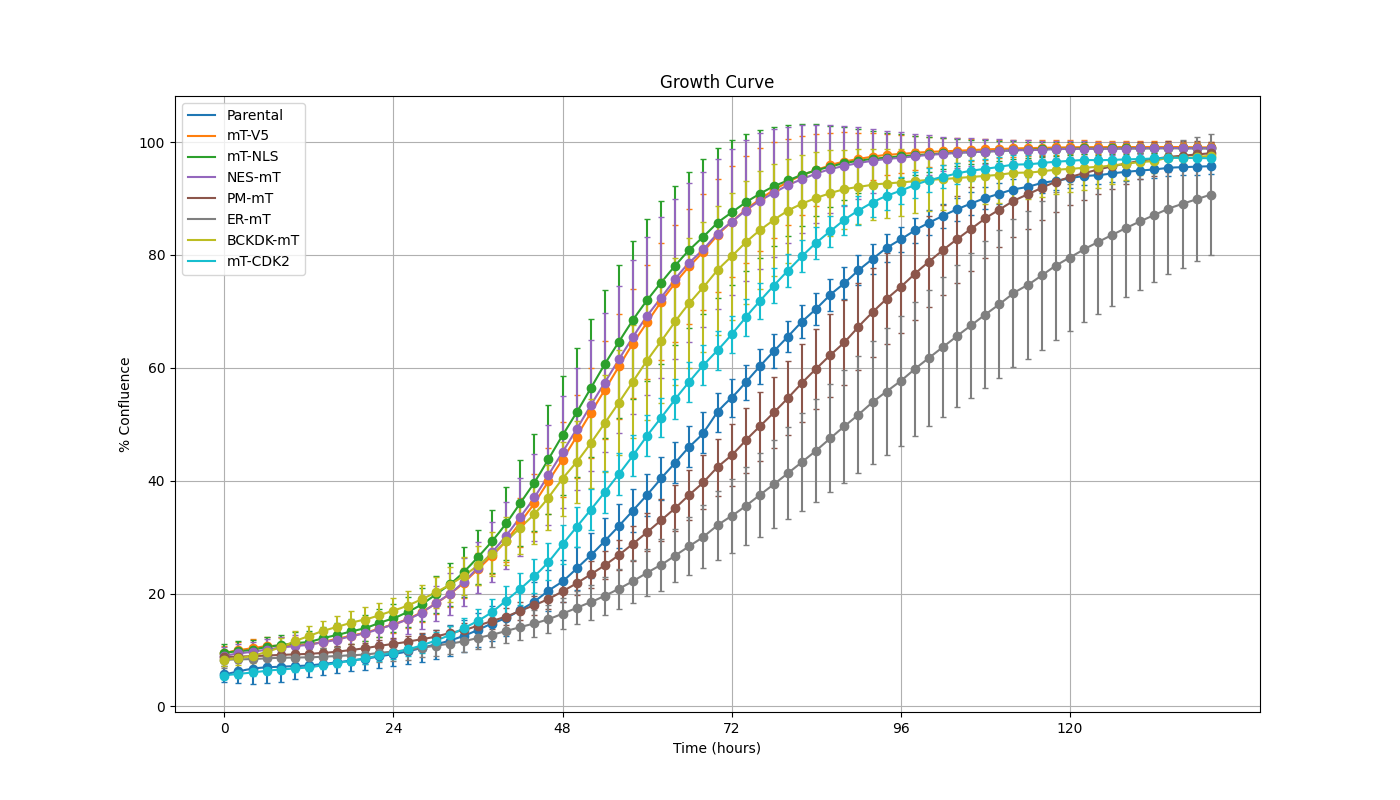 Growth Curve
Parental
mT-V5
mT-NLS
NES-mT
PM-mT
ER-mT
BCKDK-mT
mT-CDK2
% Confluence
100
80
60
40
20
0
0 24 48 72 96 120
Time (hours)